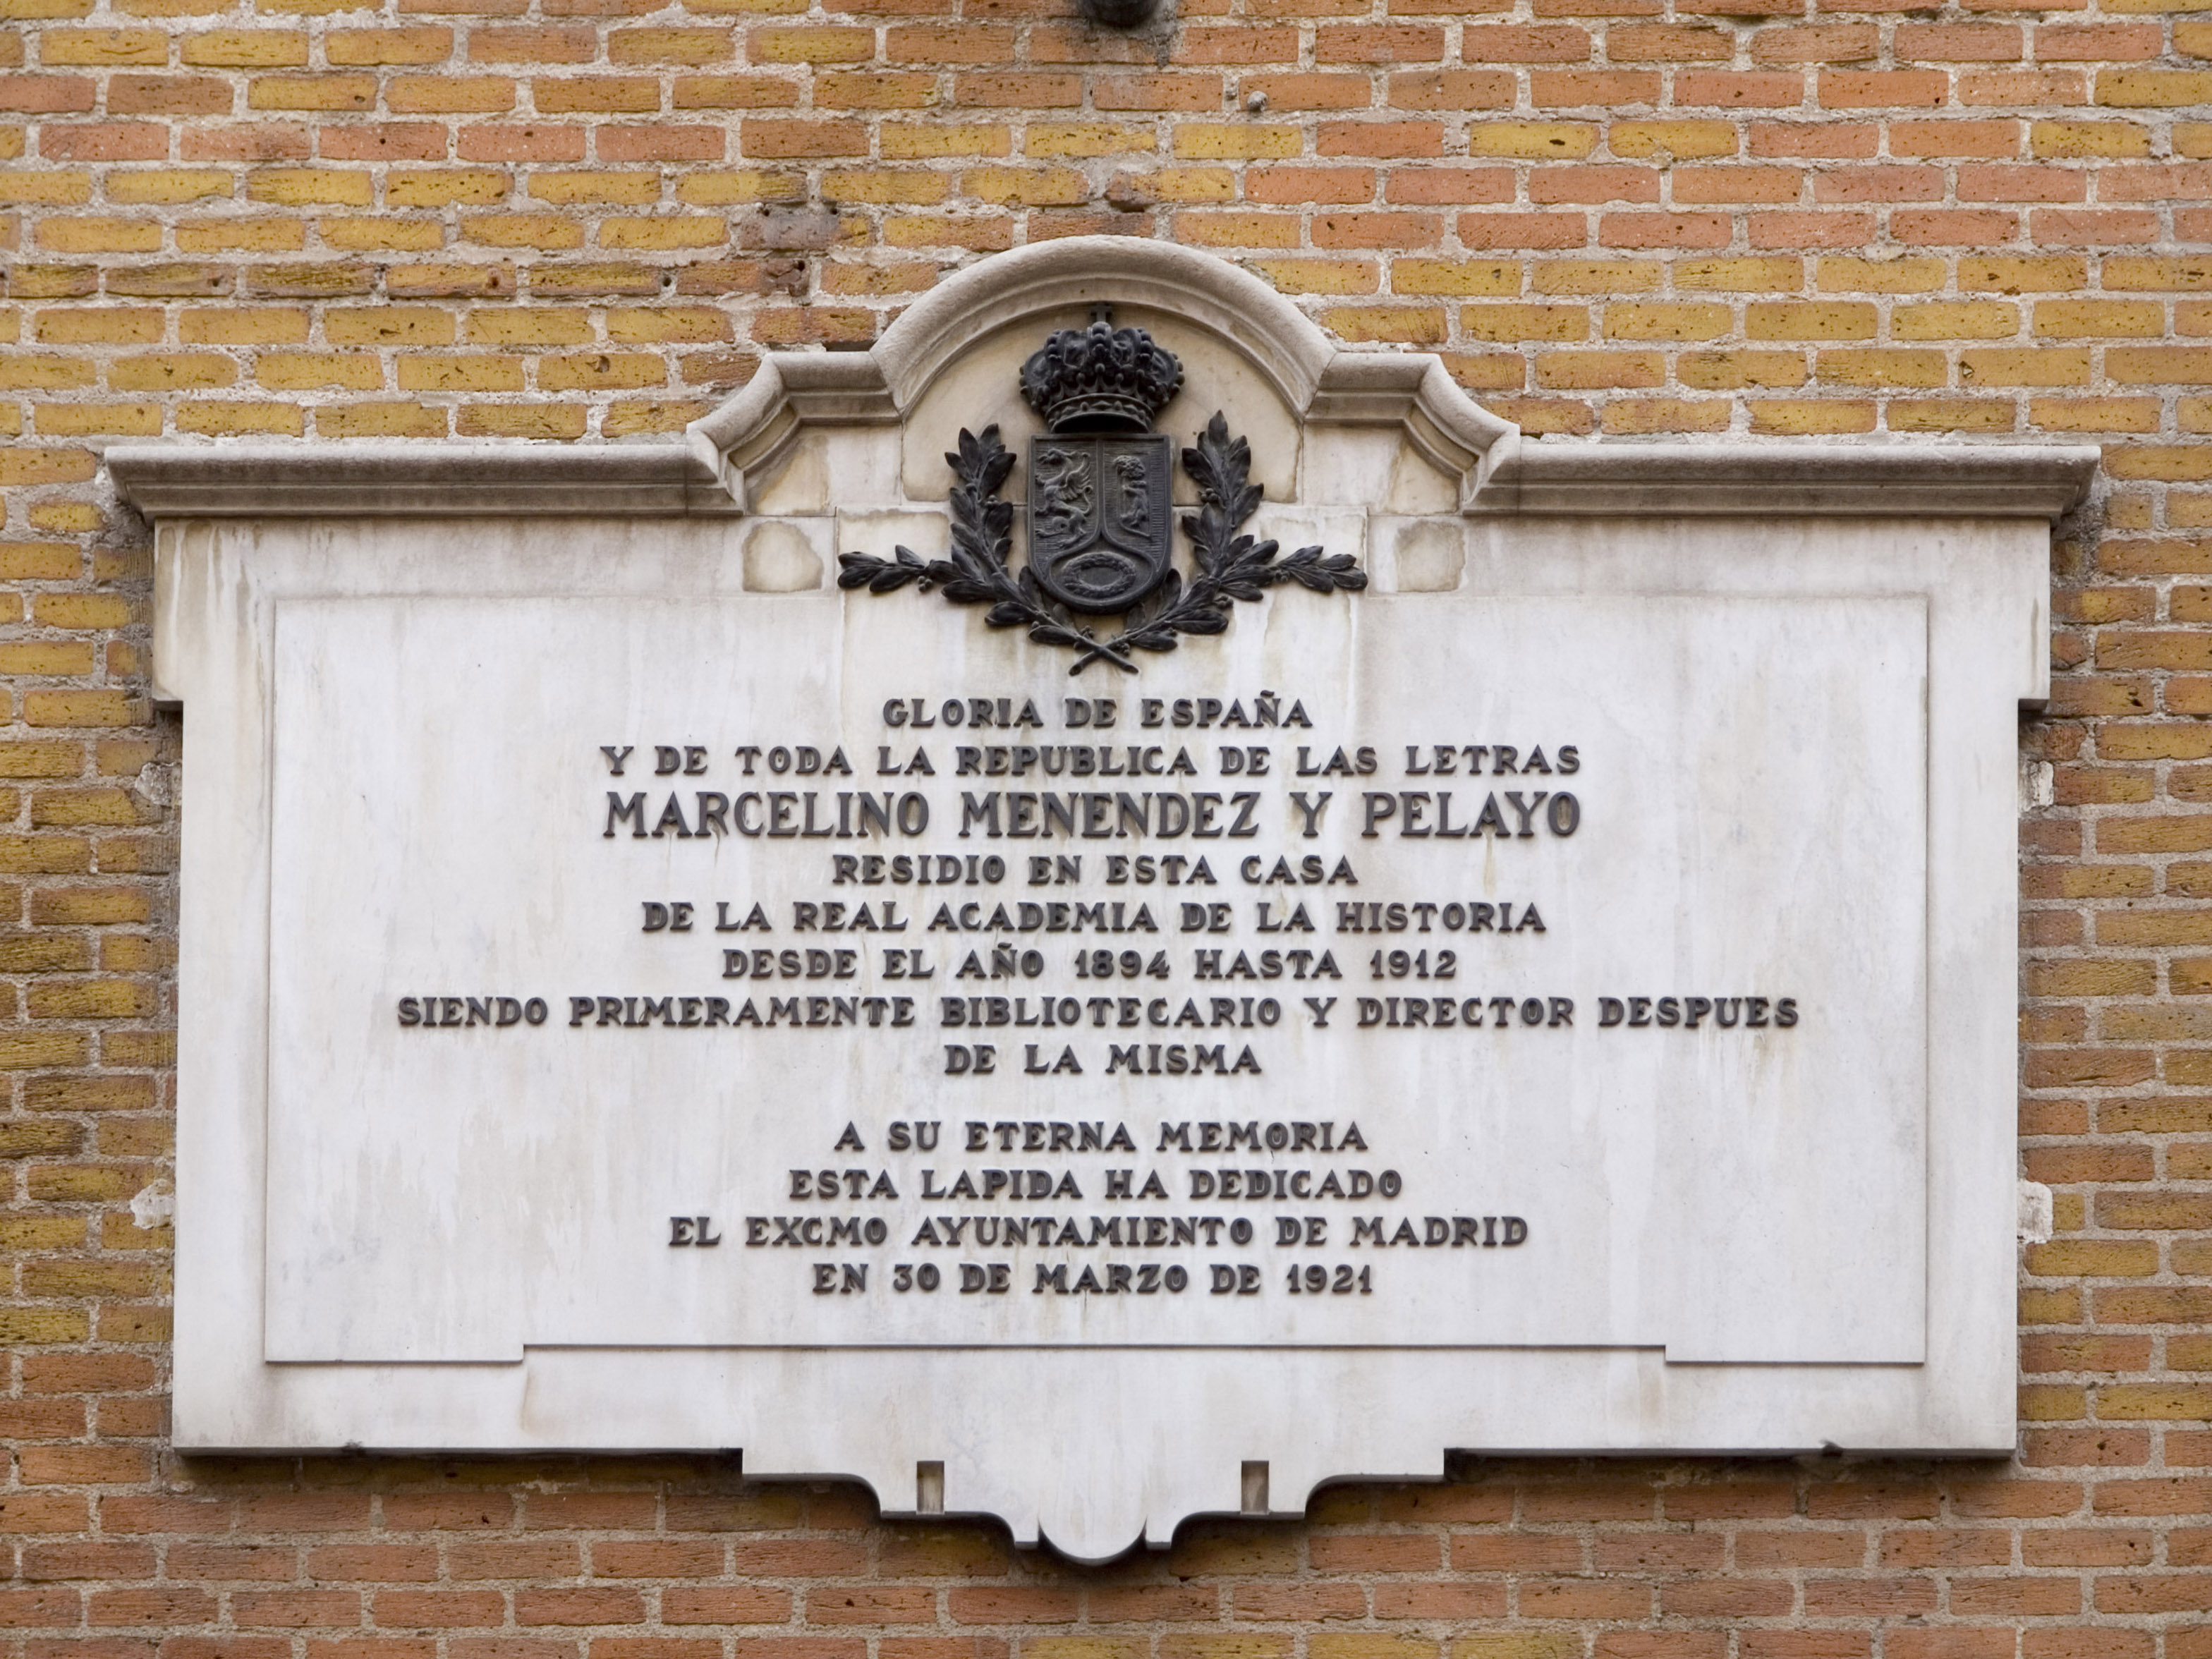 GLORIA DE ESPAÑA
Y DE TODA LA REPUBLICA DE LAS LETRAS
MARCELINO MENENDEZ Y PELAYO
RESIDIO EN ESTA CASA
DE LA REAL ACADEMIA DE LA HISTORIA
DESDE EL AÑO 1894 HASTA 1912
SIENDO PRIMERAMENTE BIBLIOTECARIO Y DIRECTOR DESPUES
DE LA MISMA
A SU ETERNA MEMORIA
ESTA LAPIDA HA DEDICADO
EL EXCMO AYUNTAMIENTO DE MADRID
EN 30 DE MARZO DE 1921